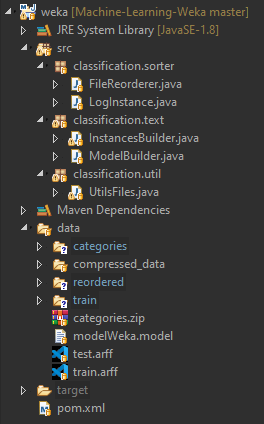 weka [Machine-Learning-Weka master]
JRE System Library [JavaSE-1.8]
src
classification.sorter
FileReorderer.java
LogInstance.java
classification.text
InstancesBuilder.java
ModelBuilder.java
classification.util
UtilsFiles.java
Maven Dependencies
data
categories
compressed_data
reordered
train
categories.zip
modelWeka.model
test.arff
train.arff
target
pom.xml